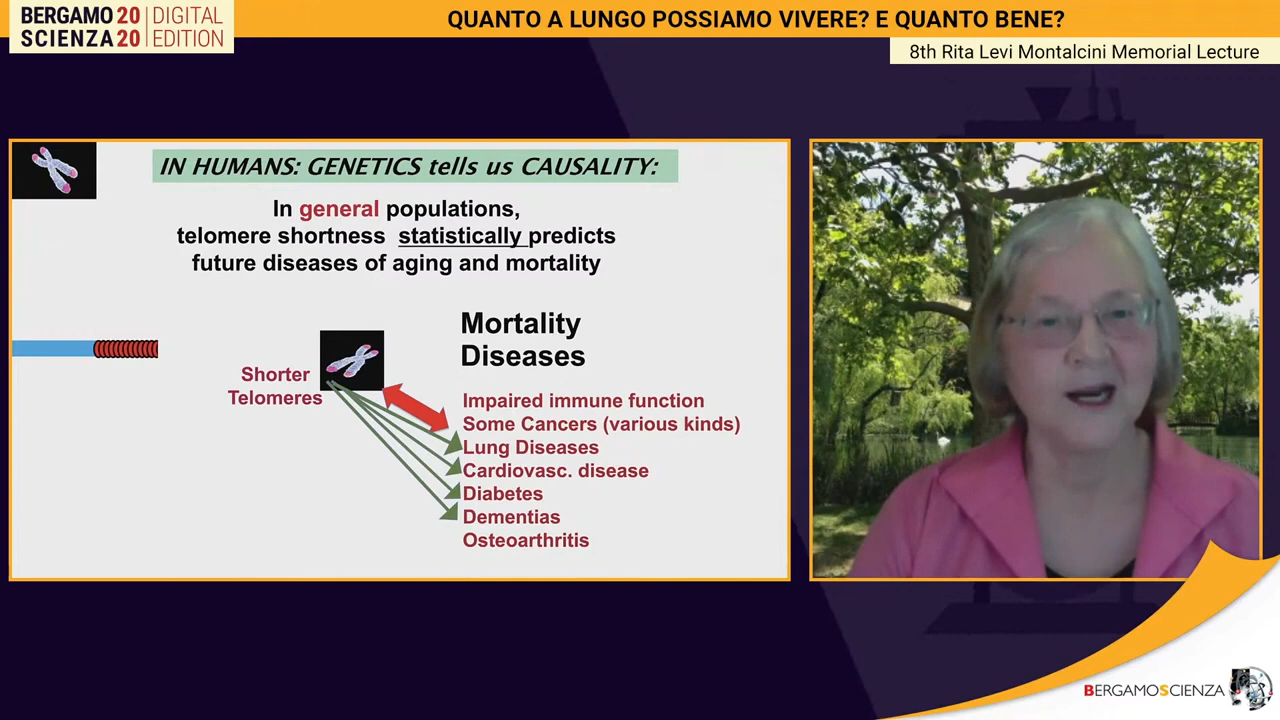 BERGAMO 20 DIGITAL
SCIENZA 20 EDITION
QUANTO A LUNGO POSSIAMO VIVERE? E QUANTO BENE?
8th Rita Levi Montalcini Memorial Lecture
IN HUMANS: GENETICS tells us CAUSALITY:
In general populations,
telomere shortness statistically predicts
future diseases of aging and mortality
Mortality
Diseases
Shorter
Telomeres
Impaired immune function
Some Cancers (various kinds)
Lung Diseases
Cardiovasc. disease
Diabetes
Dementias
Osteoarthritis
BERGAMOSCIENZA